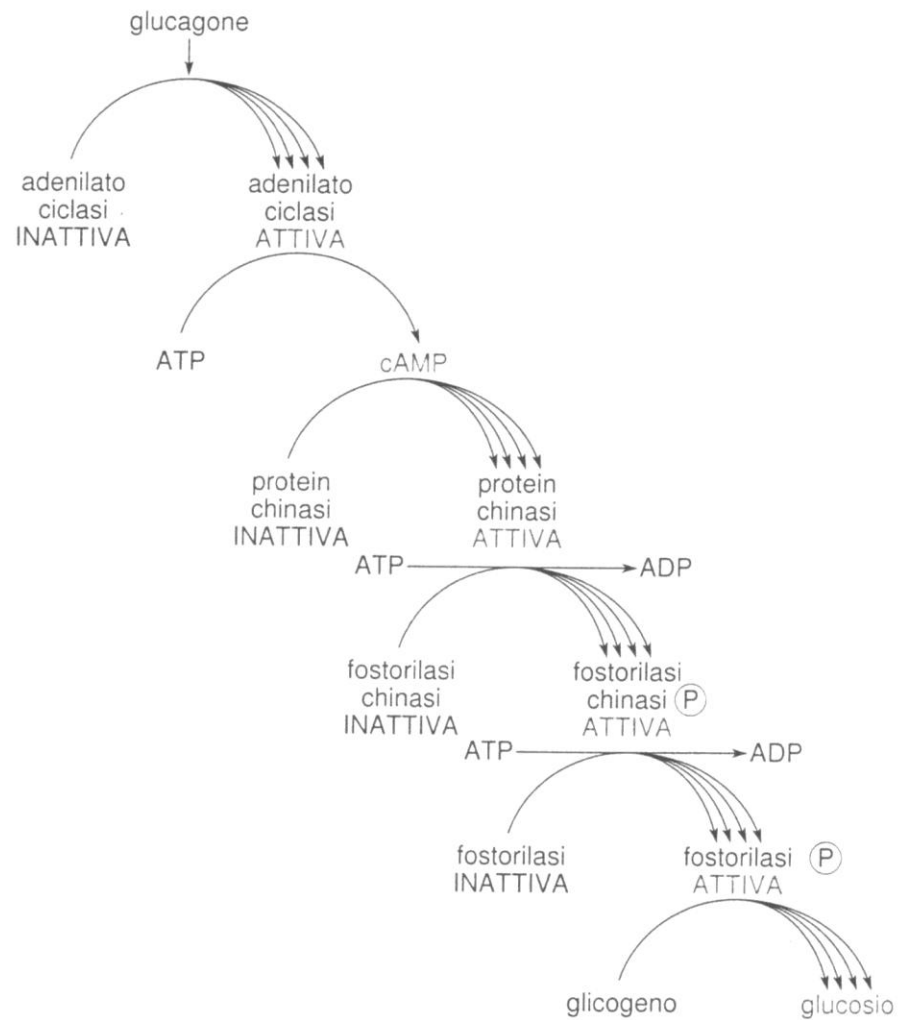 glucagone
adenilato
ciclasi
INATTIVA
adenilato
ciclasi
ATTIVA
ATP
cAMP
protein
chinasi
INATTIVA
protein
chinasi
ATTIVA
ATP
ADP
fostorilasi
chinasi
INATTIVA
fostorilasi
chinasi P
ATTIVA
ATP
ADP
fostorilasi
INATTIVA
fostorilasi P
ATTIVA
glicogeno
glucosio